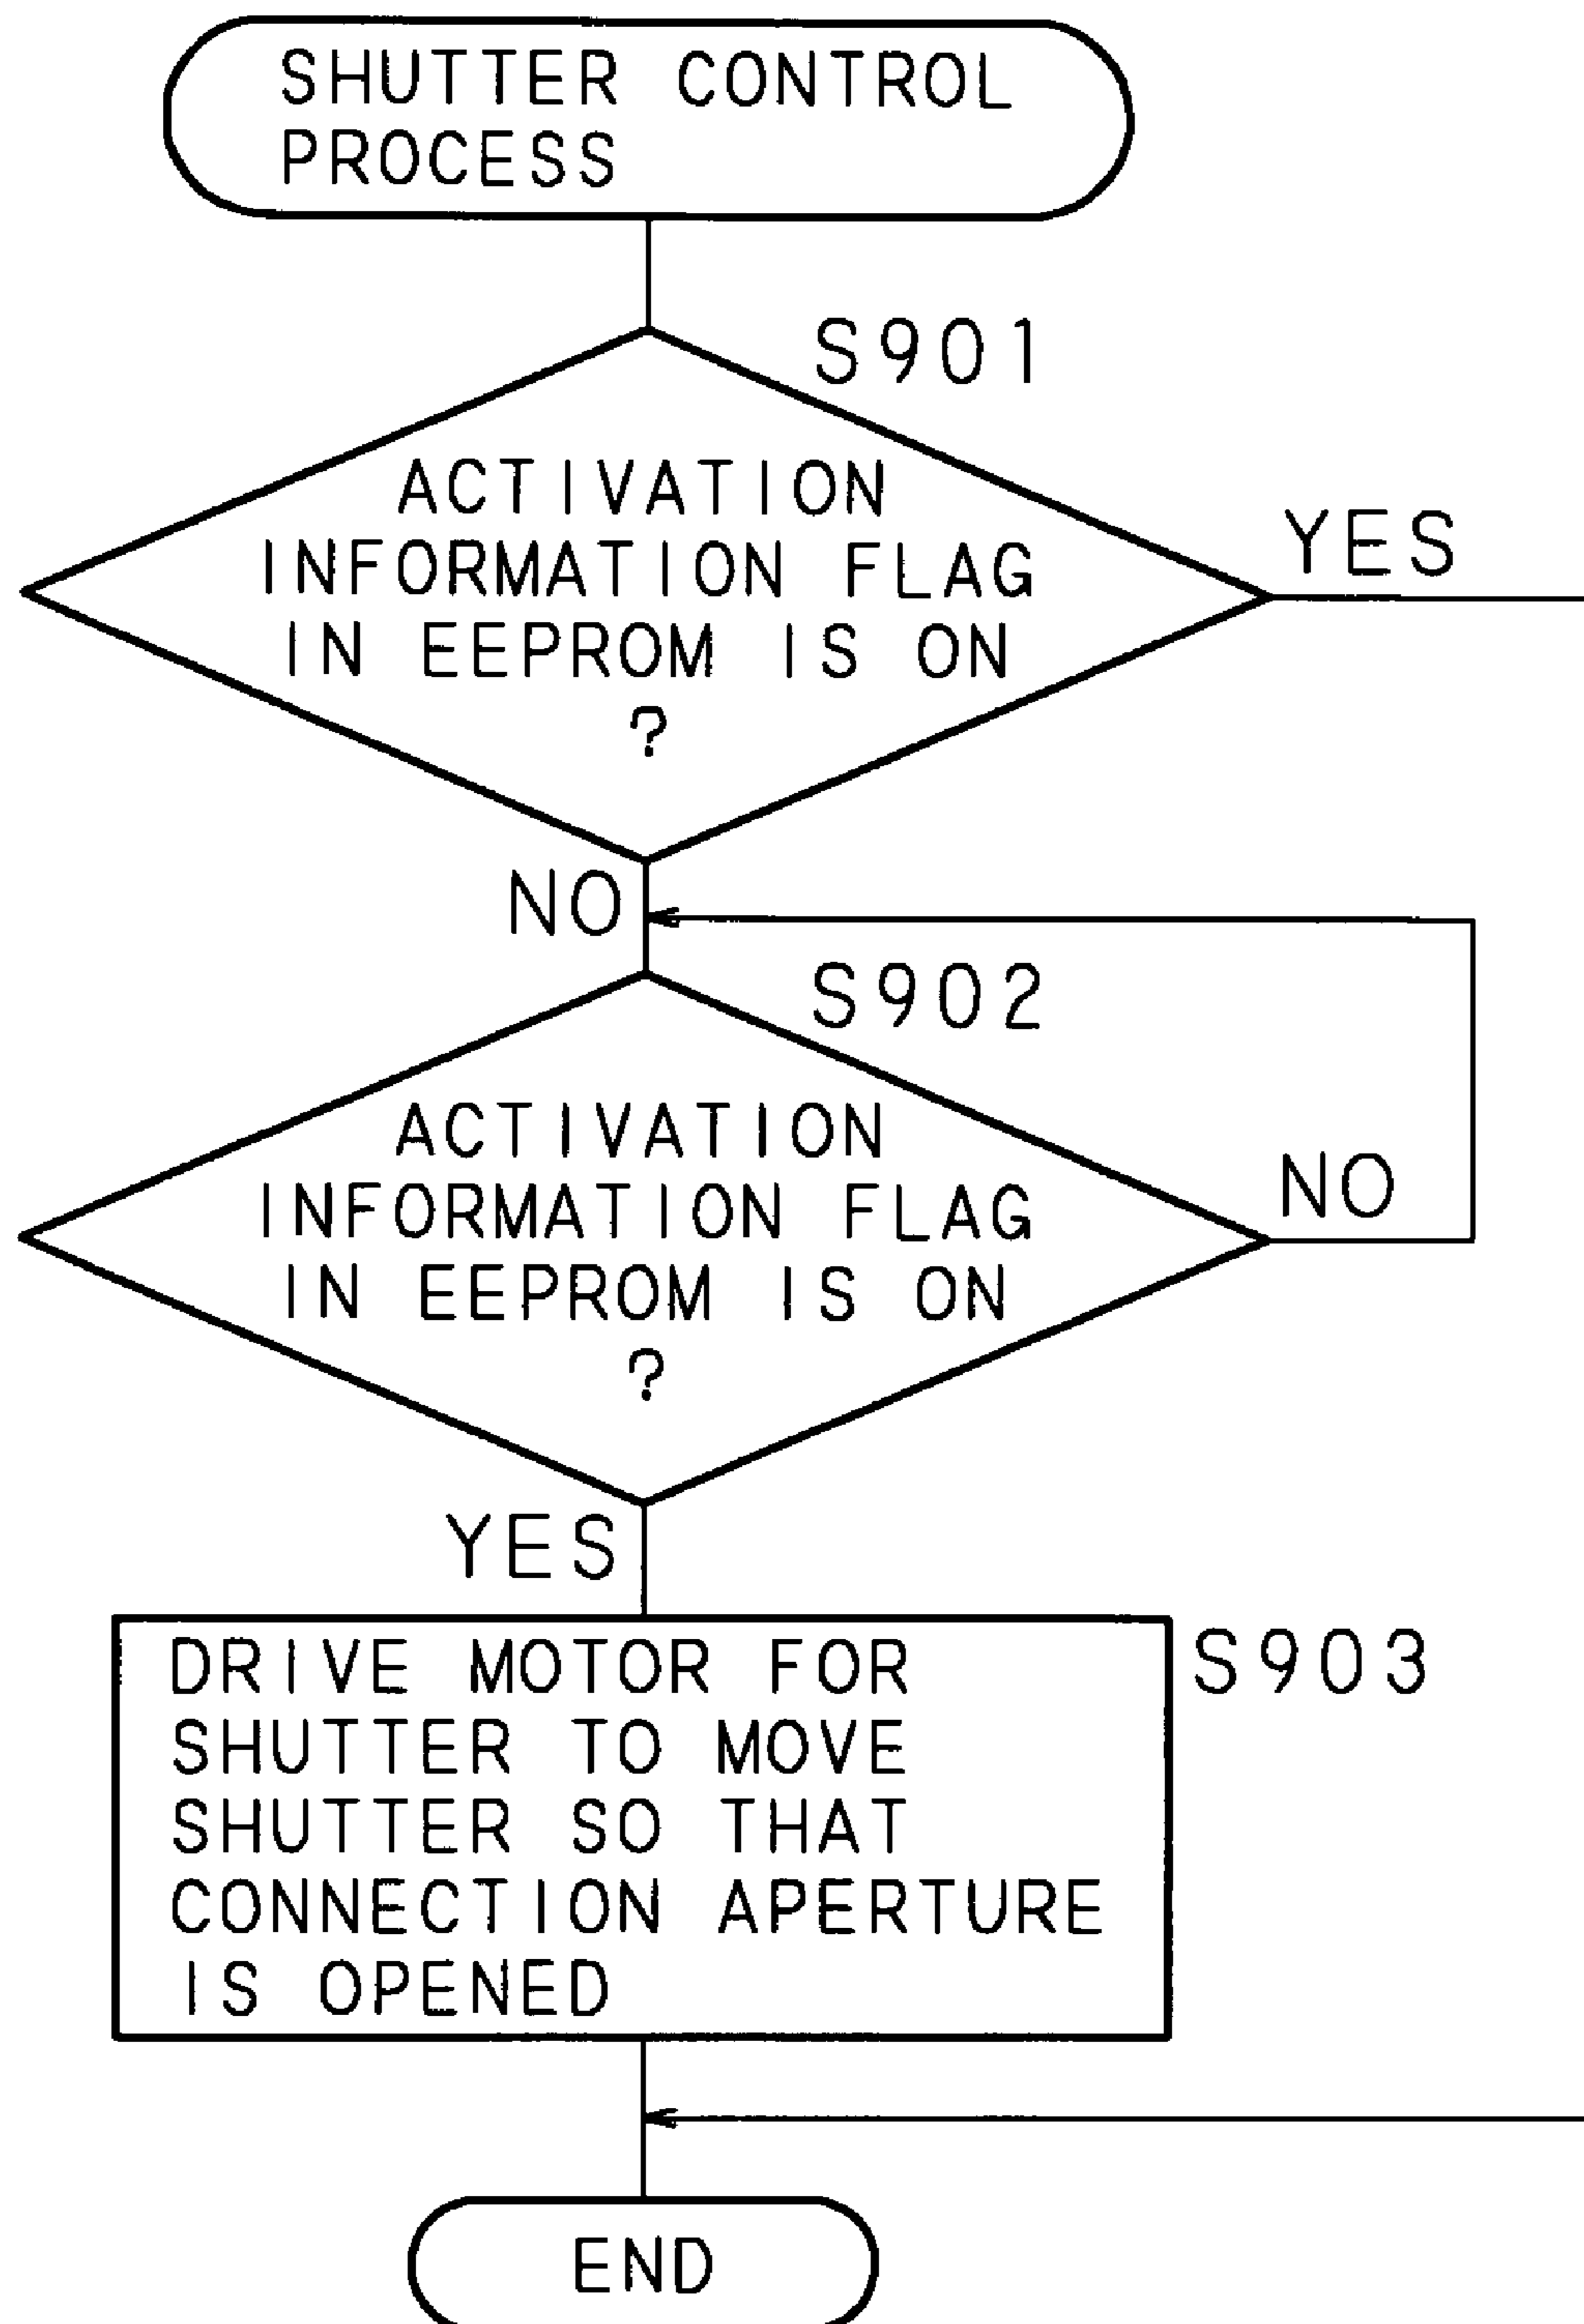 SHUTTER CONTROL
PROCESS
S901
ACTIVATION
INFORMATION FLAG
IN EEPROM IS ON
?
YES
NO
S902
ACTIVATION
INFORMATION FLAG
IN EEPROM IS ON
?
NO
YES
S903
DRIVE MOTOR FOR
SHUTTER TO MOVE
SHUTTER SO THAT
CONNECTION APERTURE
IS OPENED
END